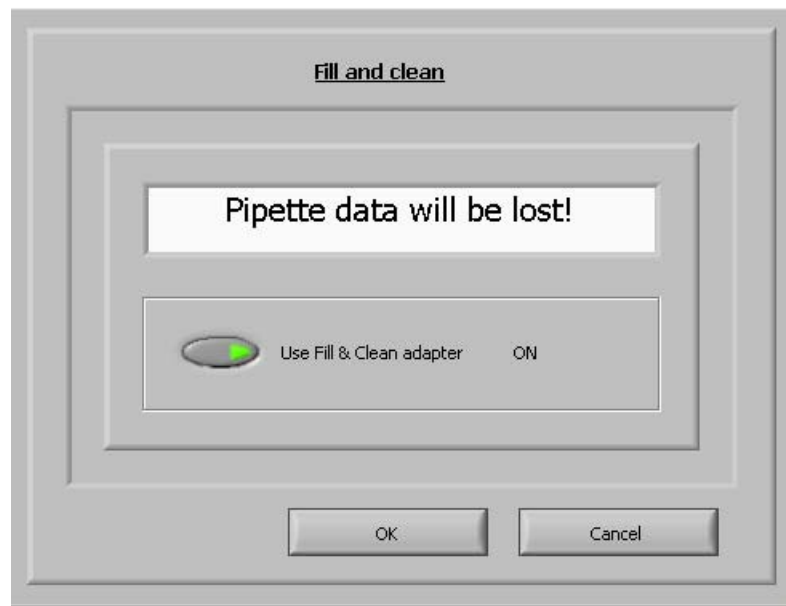 Fill and clean
Pipette data will be lost!
Use Fill & Clean adapter ON
OK Cancel